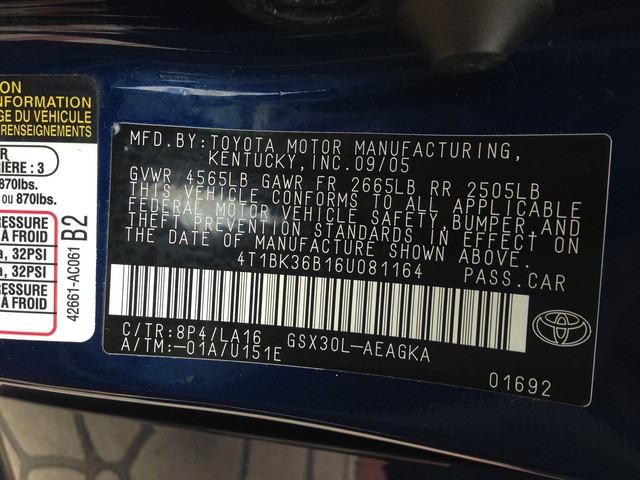 ON
NFORMATION
GE DU VÉHICULE
RENSEIGNEMENTS
R
IÈRE : 3
870lbs.
ou 870lbs.
PRESSURE
À FROID
a, 32PSI
a, 32PSI
PRESSURE
À FROID
42661-AC061 B2
MFD.BY:TOYOTA MOTOR MANUFACTURING,
KENTUCKY, INC.09/05
GVWR 4565LB GAWR FR 2665LB RR 2505LB
THIS VEHICLE CONFORMS TO ALL APPLICABLE
FEDERAL MOTOR VEHICLE SAFETY,BUMPER,AND
THEFT PREVENTION STANDARDS IN EFFECT ON
THE DATE OF MANUFACTURE SHOWN ABOVE.
4T1BK36B16U081164 PASS.CAR
C/TR:8P4/LA16 GSX30L-AEAGKA
A/TM:-01A/U151E
01692